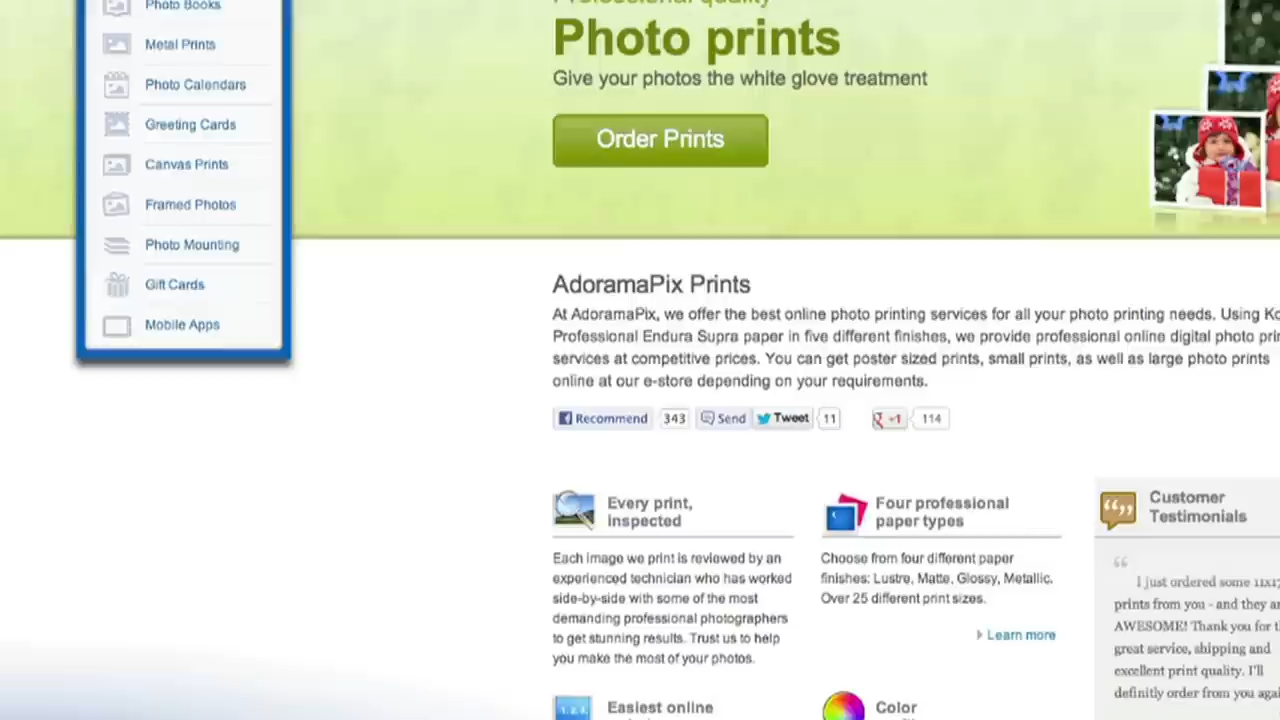 Photo Books
Metal Prints
Photo Calendars
Greeting Cards
Canvas Prints
Framed Photos
Photo Mounting
Gift Cards
Mobile Apps
Professional quality
Photo prints
Give your photos the white glove treatment
Order Prints
AdoramaPix Prints
At AdoramaPix, we offer the best online photo printing services for all your photo printing needs. Using
Professional Endura Supra paper in five different finishes, we provide professional online digital photo
services at competitive prices. You can get poster sized prints, small prints, as well as large photo prints
online at our e-store depending on your requirements.
Recommend 343 Send Tweet 11 +1 114
Every print,
inspected
Each image we print is reviewed by an
experienced technician who has worked
side-by-side with some of the most
demanding professional photographers
to get stunning results. Trust us to help
you make the most of your photos.
Four professional
paper types
Choose from four different paper
finishes: Lustre, Matte, Glossy, Metallic.
Over 25 different print sizes.
Learn more
Customer
Testimonials
“
I just ordered some
prints from you - and they
AWESOME! Thank you for
great service, shipping and
excellent print quality. I'll
definitely order from you
Easiest online
Color